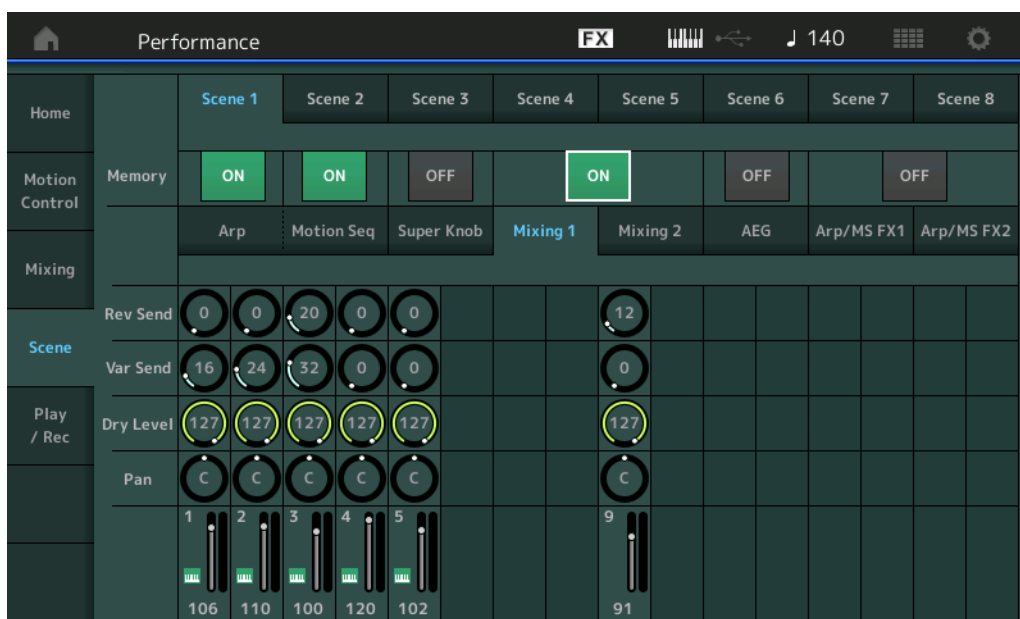 Performance FX 140
Home
Motion Control
Mixing
Scene
Play / Rec
Scene 1 Scene 2 Scene 3 Scene 4 Scene 5 Scene 6 Scene 7 Scene 8
Memory ON ON OFF ON OFF OFF
Arp Motion Seq Super Knob Mixing 1 Mixing 2 AEG Arp/MS FX1 Arp/MS FX2
Rev Send 0 0 20 0 0 12
Var Send 16 24 32 0 0 0
Dry Level 127 127 127 127 127 127
Pan C C C C C C
1 2 3 4 5 9
106 110 100 120 102 91